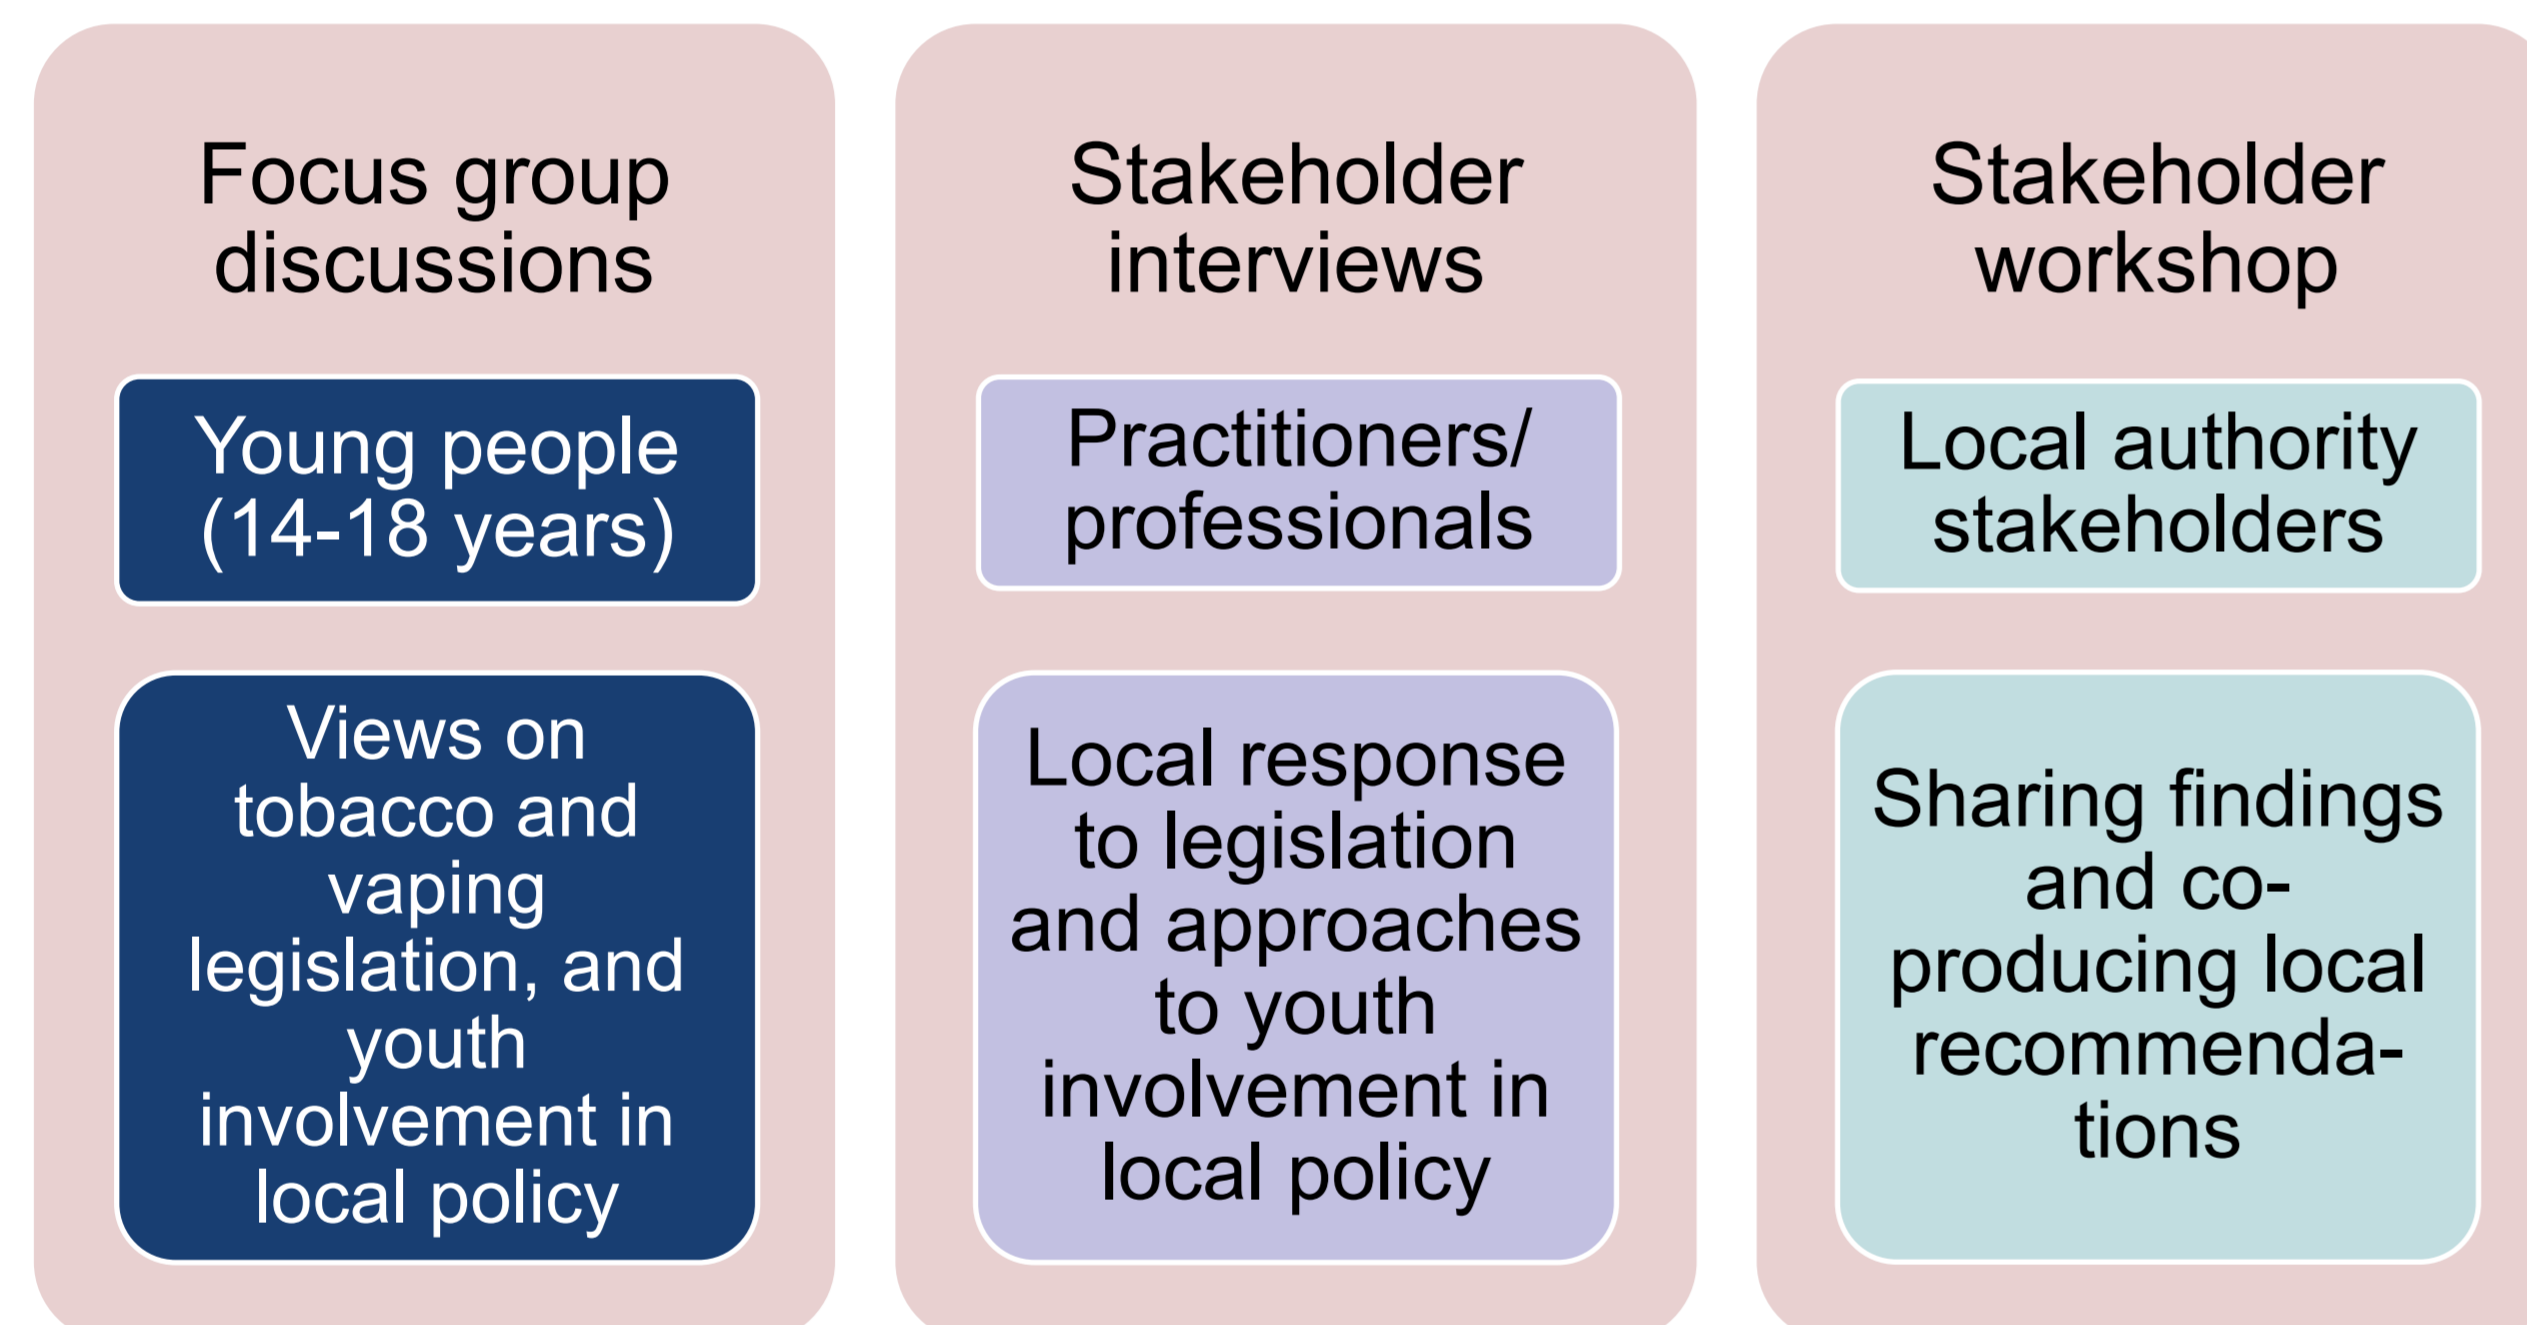 Focus group
discussions
Young people
(14-18 years)
Views on
tobacco and
vaping
legislation, and
youth
involvement in
local policy
Stakeholder
interviews
Practitioners/
professionals
Local response
to legislation
and approaches
to youth
involvement in
local policy
Stakeholder
workshop
Local authority
stakeholders
Sharing findings
and co-
producing local
recommenda-
tions